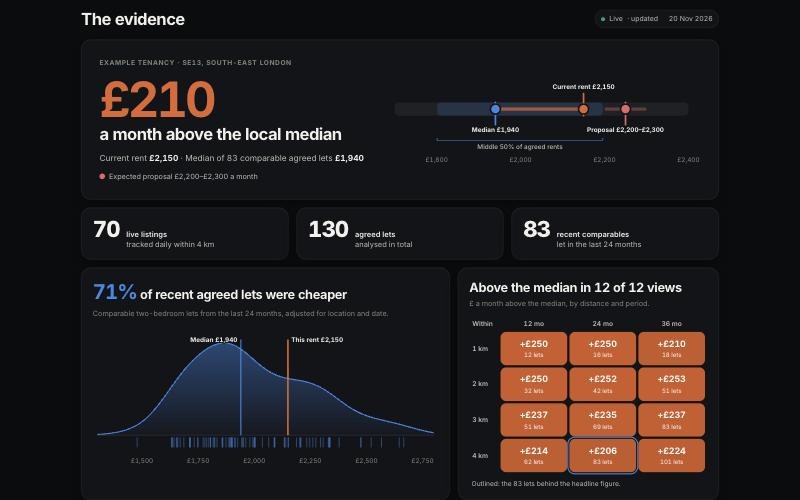 The evidence
Live · updated 20 Nov 2026
EXAMPLE TENANCY · SE13, SOUTH-EAST LONDON
£210
a month above the local median
Current rent £2,150 · Median of 83 comparable agreed lets £1,940
Expected proposal £2,200–£2,300 a month
Current rent £2,150
Median £1,940
Proposal £2,200–£2,300
Middle 50% of agreed rents
£1,800 £2,000 £2,200 £2,400
70 live listings
tracked daily within 4 km
130 agreed lets
analysed in total
83 recent comparables
let in the last 24 months
71% of recent agreed lets were cheaper
Comparable two-bedroom lets from the last 24 months, adjusted for location and date.
Median £1,940
This rent £2,150
£1,500 £1,750 £2,000 £2,250 £2,500 £2,750
Above the median in 12 of 12 views
£ a month above the median, by distance and period.
Within 12 mo 24 mo 36 mo
1 km +£250 +£250 +£210
12 lets 16 lets 18 lets
2 km +£250 +£252 +£253
32 lets 42 lets 51 lets
3 km +£237 +£235 +£237
51 lets 69 lets 83 lets
4 km +£214 +£206 +£224
62 lets 83 lets 101 lets
Outlined: the 83 lets behind the headline figure.